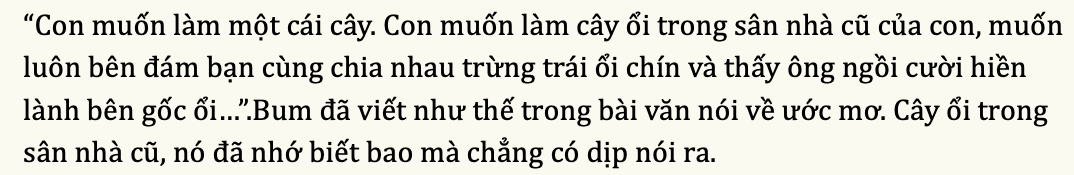 “Con muốn làm một cái cây. Con muốn làm cây ổi trong sân nhà cũ của con, muốn
luôn bên đám bạn cùng chia nhau trừng trái ổi chín và thấy ông ngồi cười hiền
lành bên gốc ổi…”.Bum đã viết như thế trong bài văn nói về ước mơ. Cây ổi trong
sân nhà cũ, nó đã nhớ biết bao mà chẳng có dịp nói ra.